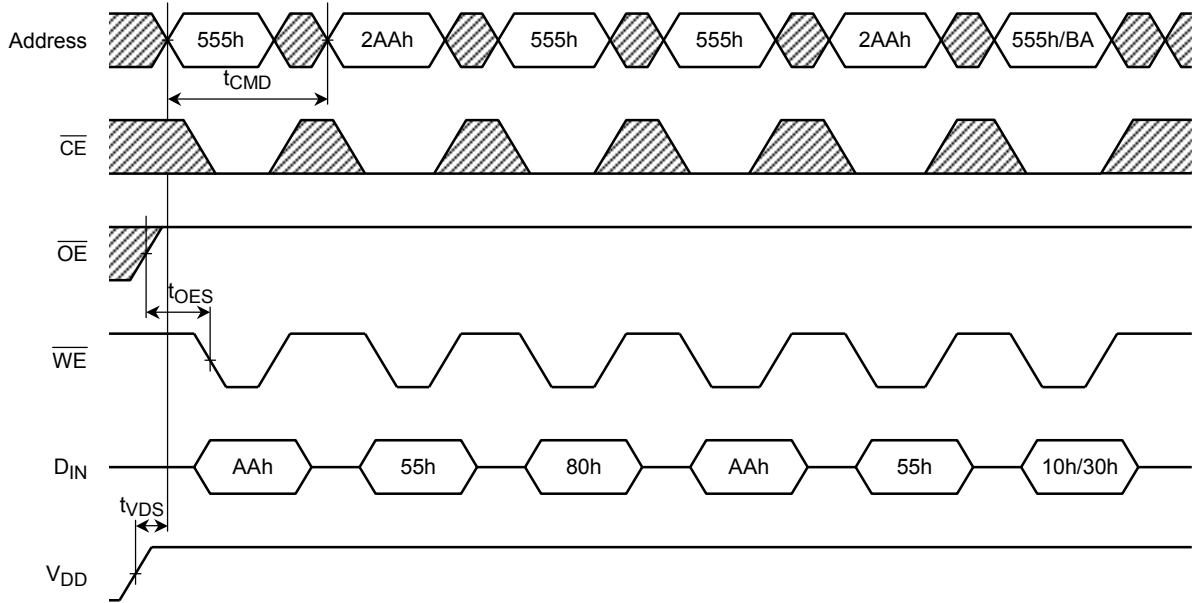 Address 555h 2AAh 555h 555h 2AAh 555h/BA
tCMD
CE
OE
tOES
WE
DIN AAh 55h 80h AAh 55h 10h/30h
tVDS
VDD